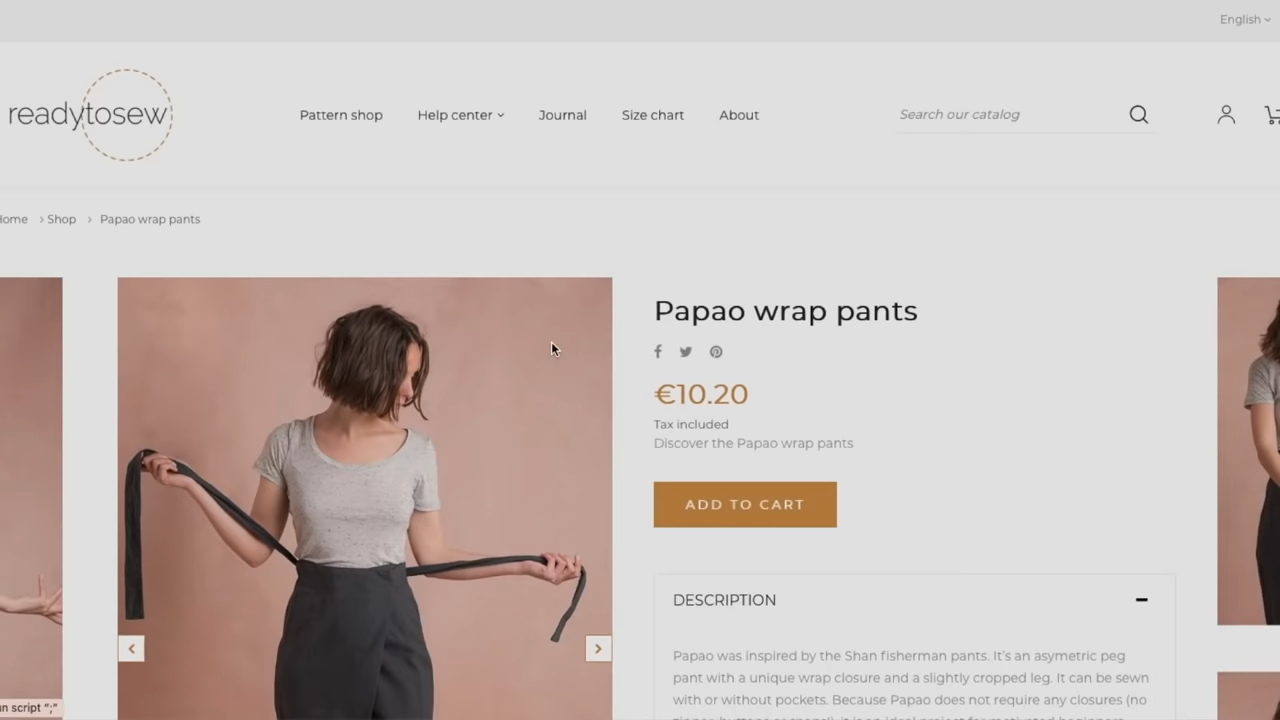 English
readytosew
Pattern shop
Help center
Journal
Size chart
About
Search our catalog
Home
Shop
Papao wrap pants
Papao wrap pants
€10.20
Tax included
Discover the Papao wrap pants
ADD TO CART
DESCRIPTION
Papao was inspired by the Shan fisherman pants. It's an asymetric peg
pant with a unique wrap closure and a slightly cropped leg. It can be sewn
with or without pockets. Because Papao does not require any closures (no
script ";"